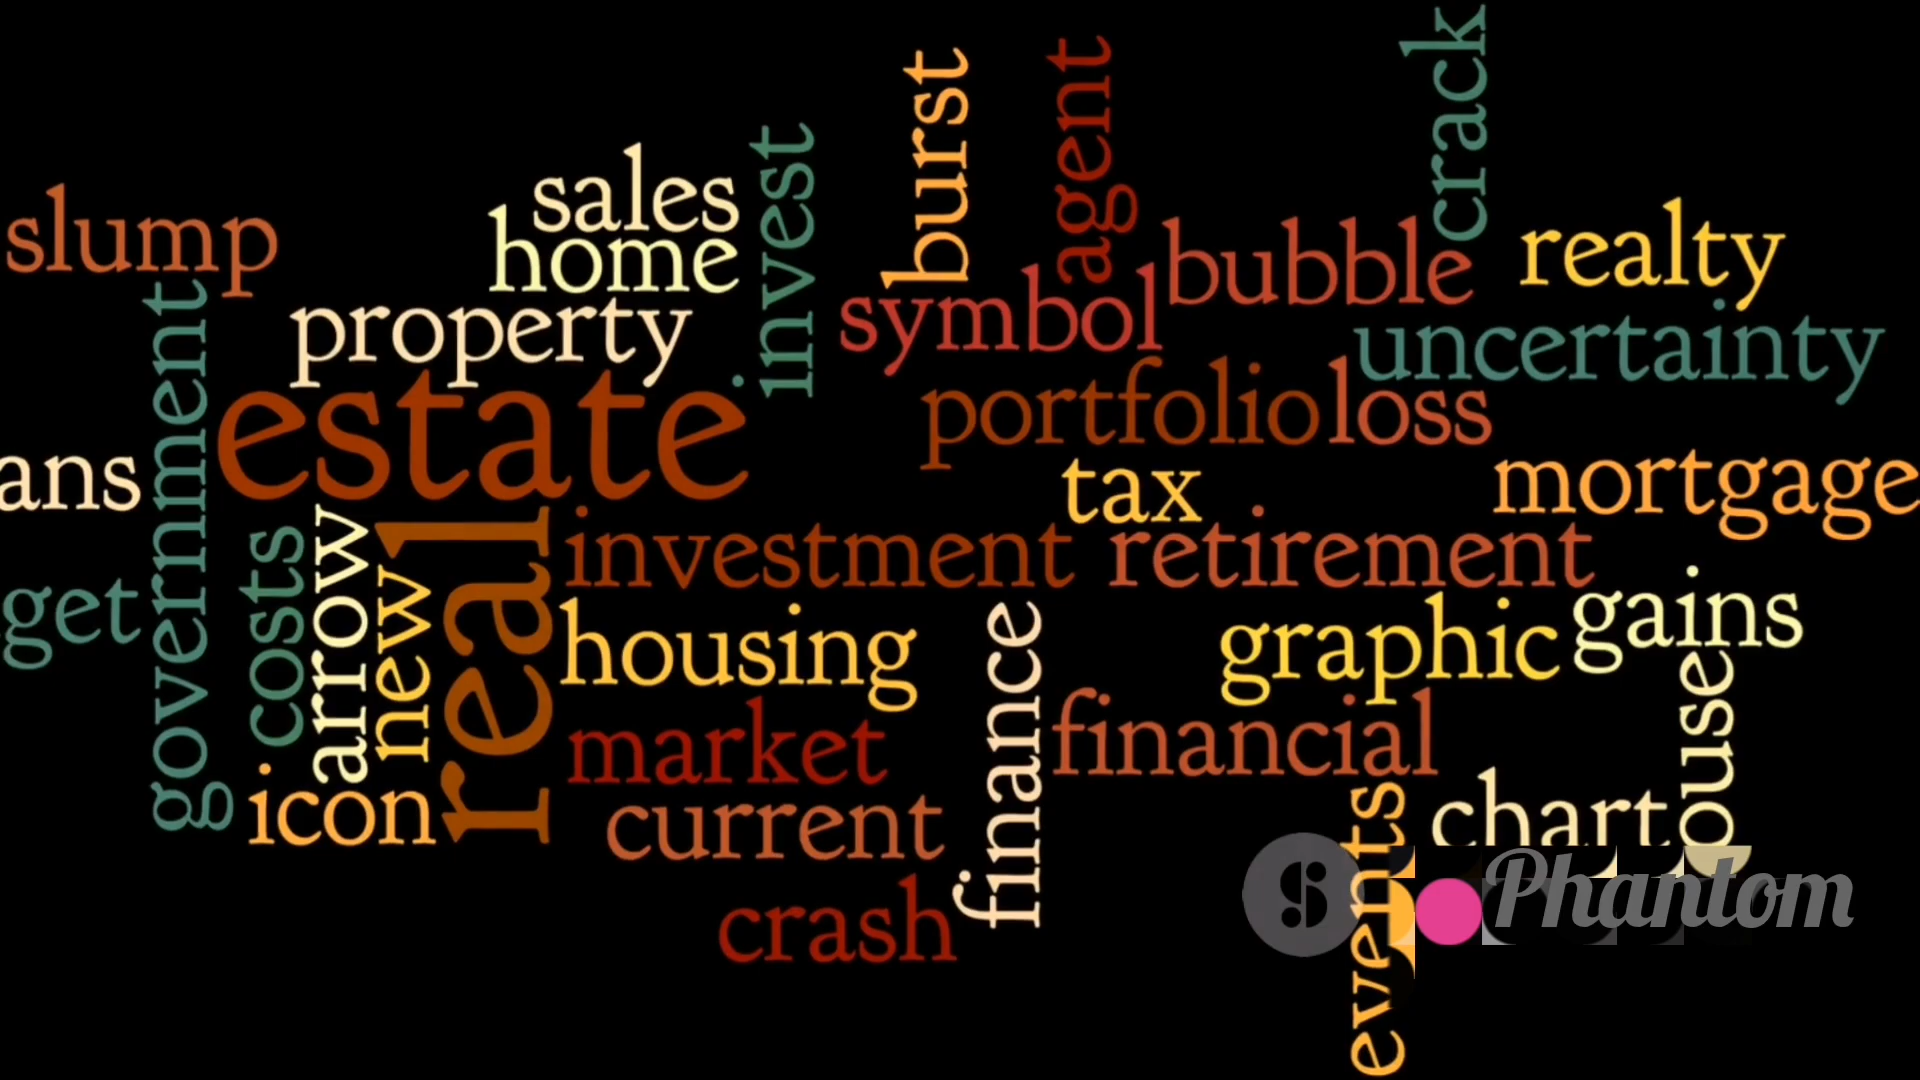 crack
burst
agent
invest
sales
slump
home
realty
bubble
symbol
property
uncertainty
government
estate
portfolio
loss
ans
tax
mortgage
costs
arrow
new
real
investment
retirement
get
housing
finance
graphic
gains
ouse
market
financial
icon
current
events
chart
crash
Phantom